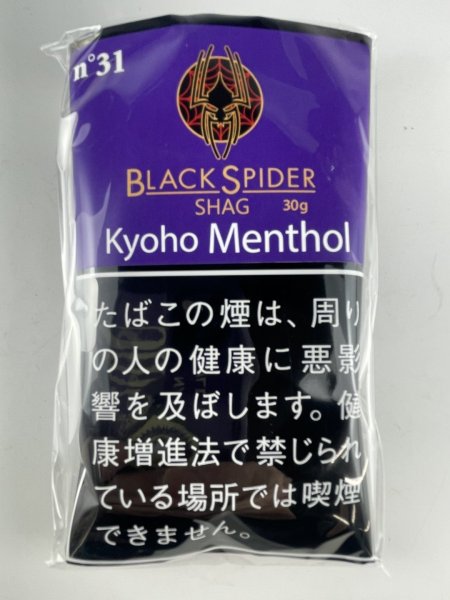 n°31
BLACK SPIDER
SHAG 30g
Kyoho Menthol
たばこの煙は、周り
の人の健康に悪影
響を及ぼします。健
康増進法で禁じられ
ている場所では喫煙
できません。